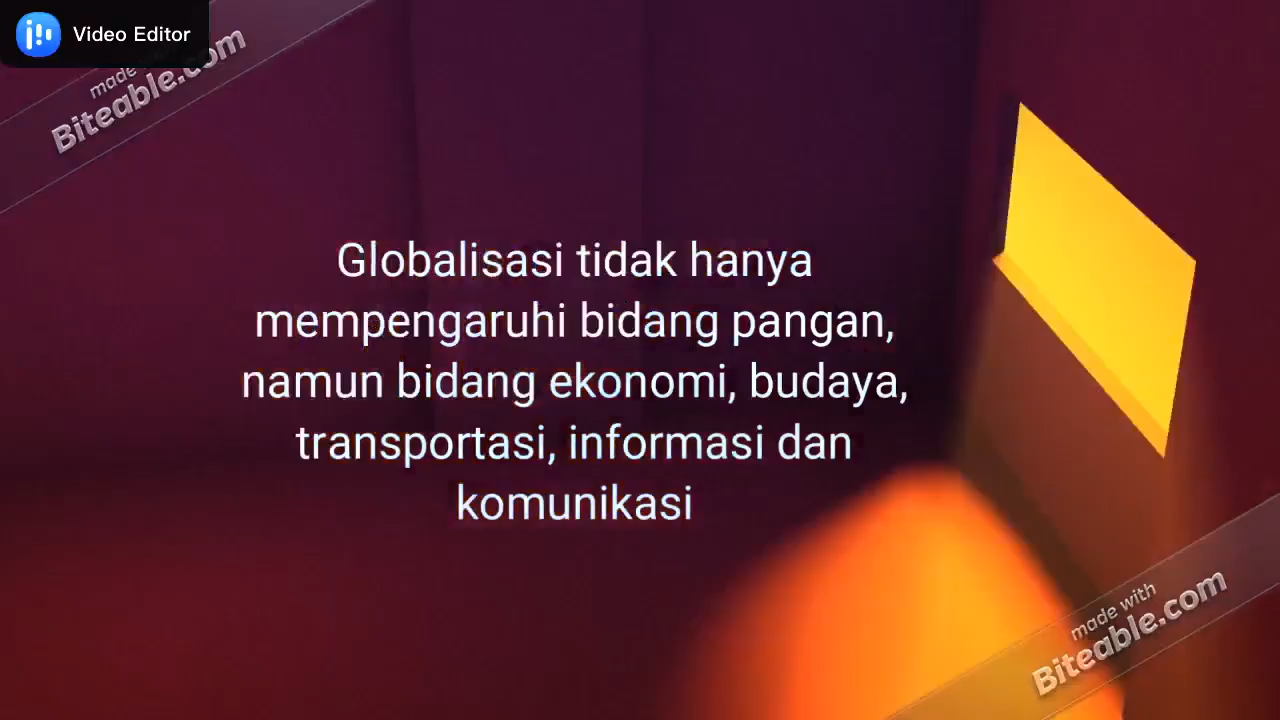 Video Editor
made with
Biteable.com
Globalisasi tidak hanya
mempengaruhi bidang pangan,
namun bidang ekonomi, budaya,
transportasi, informasi dan
komunikasi
made with
Biteable.com